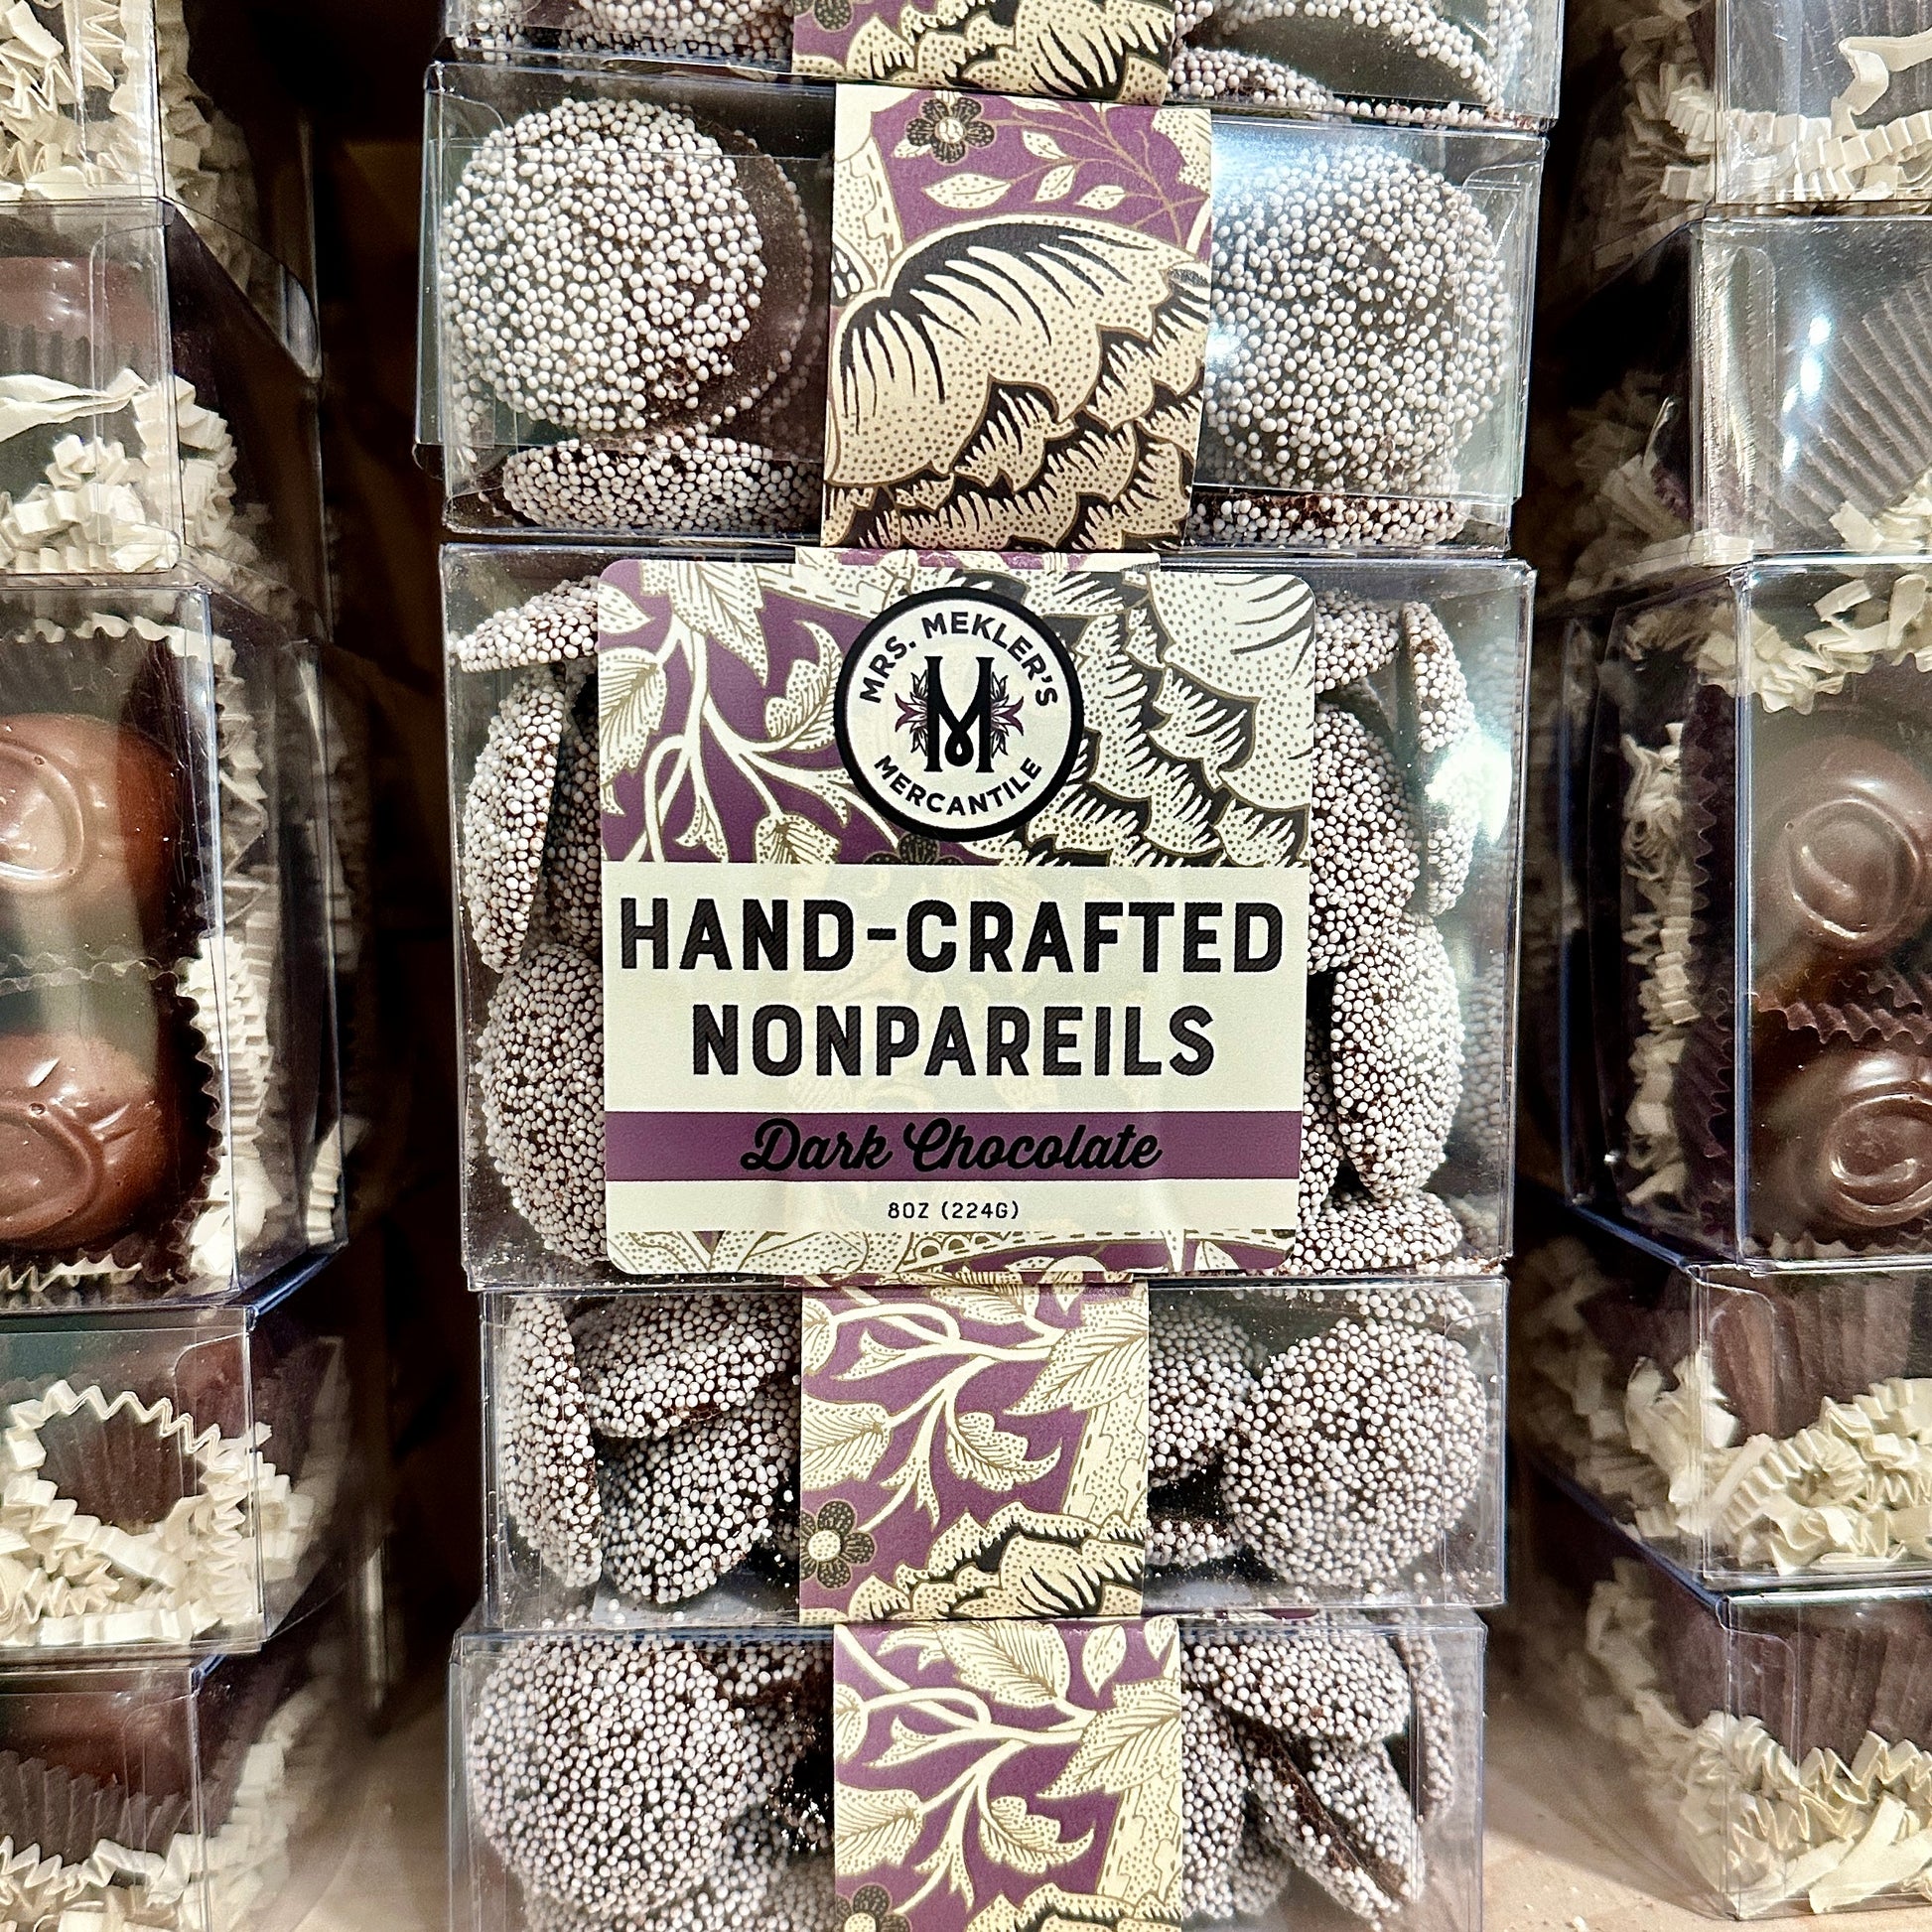 MRS. MEKLER'S
M
MERCANTILE
HAND-CRAFTED
NONPAREILS
Dark Chocolate
8OZ (224G)